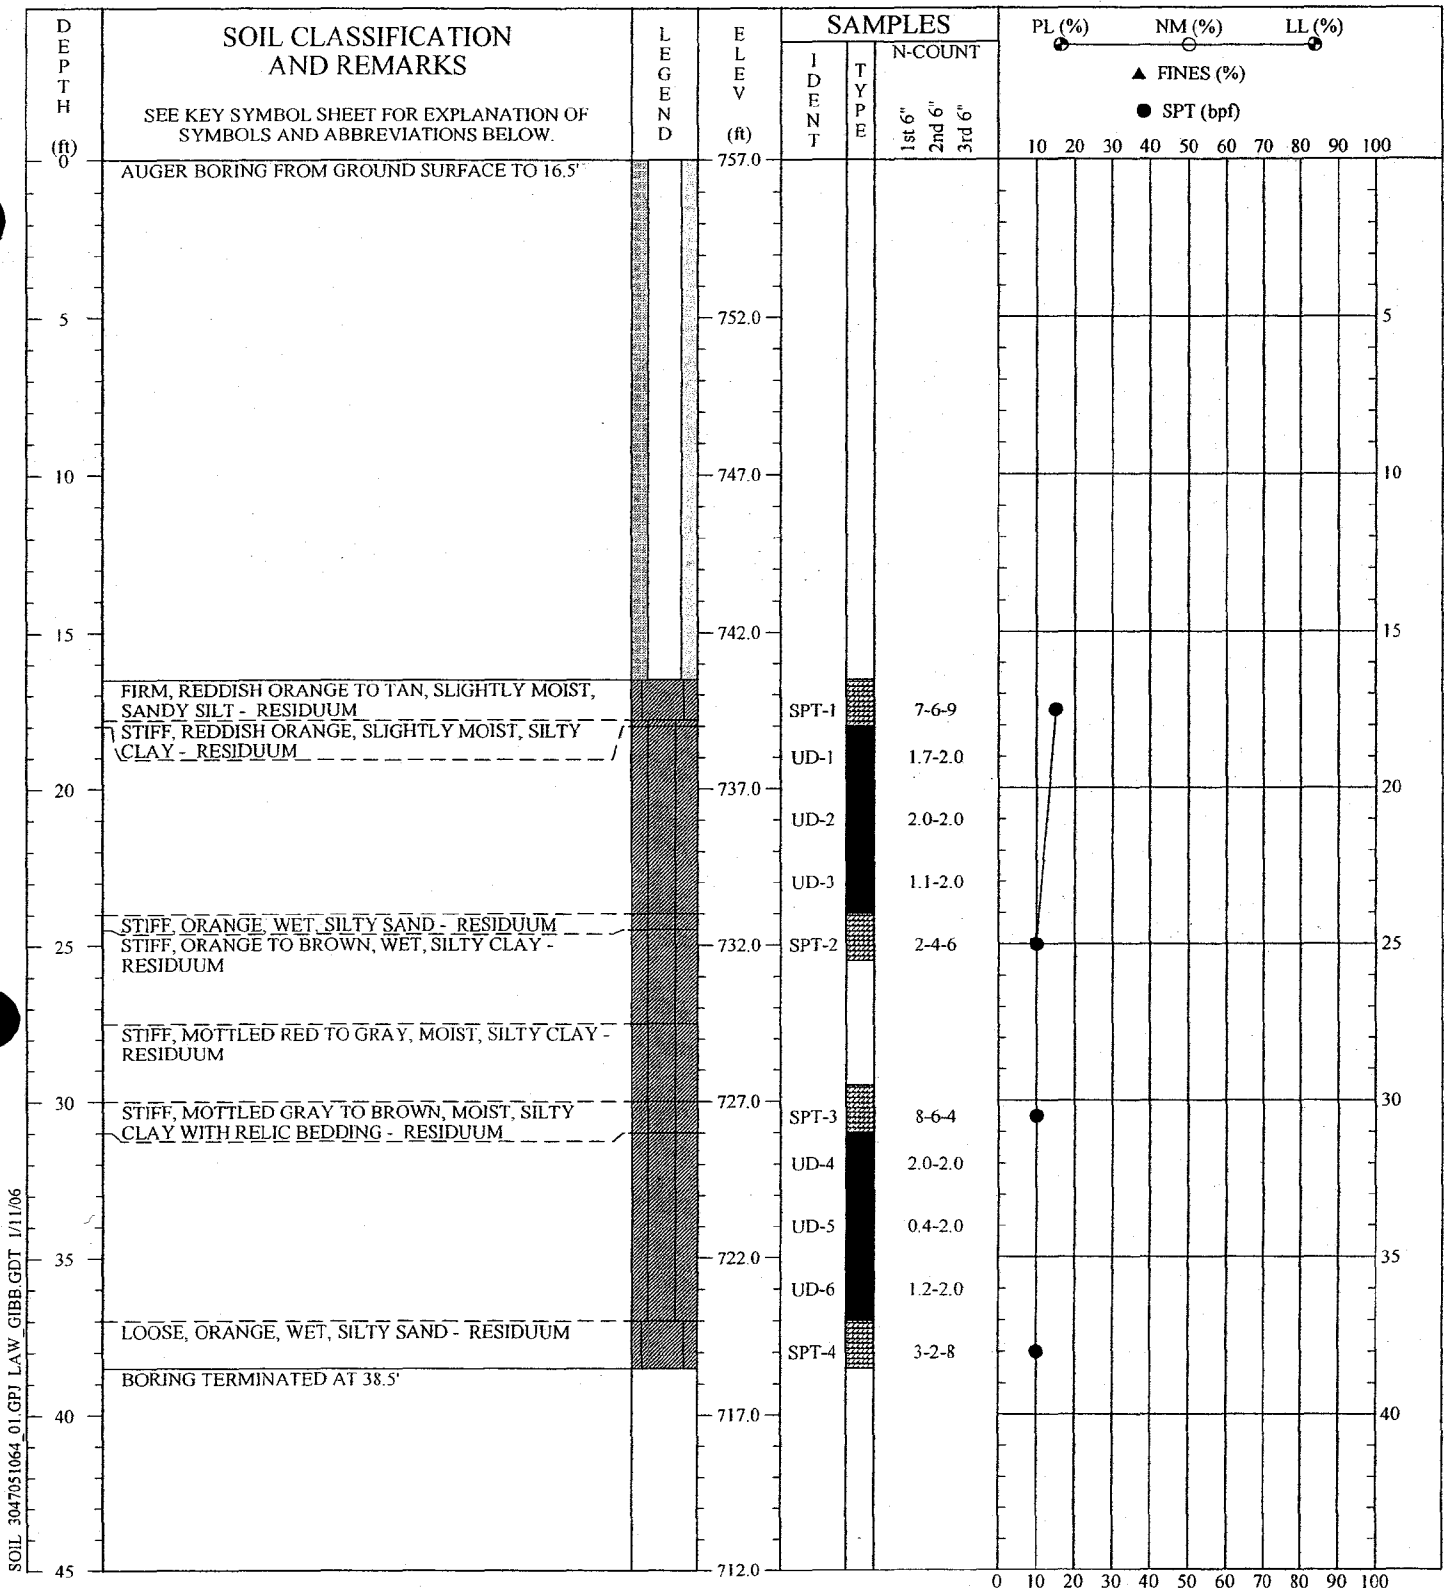 DEPTH (ft)
SOIL CLASSIFICATION
AND REMARKS
SEE KEY SYMBOL SHEET FOR EXPLANATION OF
SYMBOLS AND ABBREVIATIONS BELOW.
LEGEND
ELEV (ft)
SAMPLES
IDENT
TYPE
N-COUNT
1st 6"
2nd 6"
3rd 6"
PL (%) NM (%) LL (%)
▲ FINES (%)
● SPT (bpf)
10 20 30 40 50 60 70 80 90 100
0 757.0
AUGER BORING FROM GROUND SURFACE TO 16.5'
5 752.0 5
10 747.0 10
15 742.0 15
FIRM, REDDISH ORANGE TO TAN, SLIGHTLY MOIST,
SANDY SILT - RESIDUUM
SPT-1 7-6-9
STIFF, REDDISH ORANGE, SLIGHTLY MOIST, SILTY
CLAY - RESIDUUM
UD-1 1.7-2.0
20 737.0 20
UD-2 2.0-2.0
UD-3 1.1-2.0
STIFF, ORANGE, WET, SILTY SAND - RESIDUUM
STIFF, ORANGE TO BROWN, WET, SILTY CLAY -
RESIDUUM
25 732.0 SPT-2 2-4-6 25
STIFF, MOTTLED RED TO GRAY, MOIST, SILTY CLAY -
RESIDUUM
30 727.0 30
STIFF, MOTTLED GRAY TO BROWN, MOIST, SILTY
CLAY WITH RELIC BEDDING - RESIDUUM
SPT-3 8-6-4
UD-4 2.0-2.0
UD-5 0.4-2.0
35 722.0 35
UD-6 1.2-2.0
LOOSE, ORANGE, WET, SILTY SAND - RESIDUUM
SPT-4 3-2-8
BORING TERMINATED AT 38.5'
40 717.0 40
45 712.0
0 10 20 30 40 50 60 70 80 90 100
SOIL 3047051064_01.GPJ LAW_GIBB.GDT 1/11/06